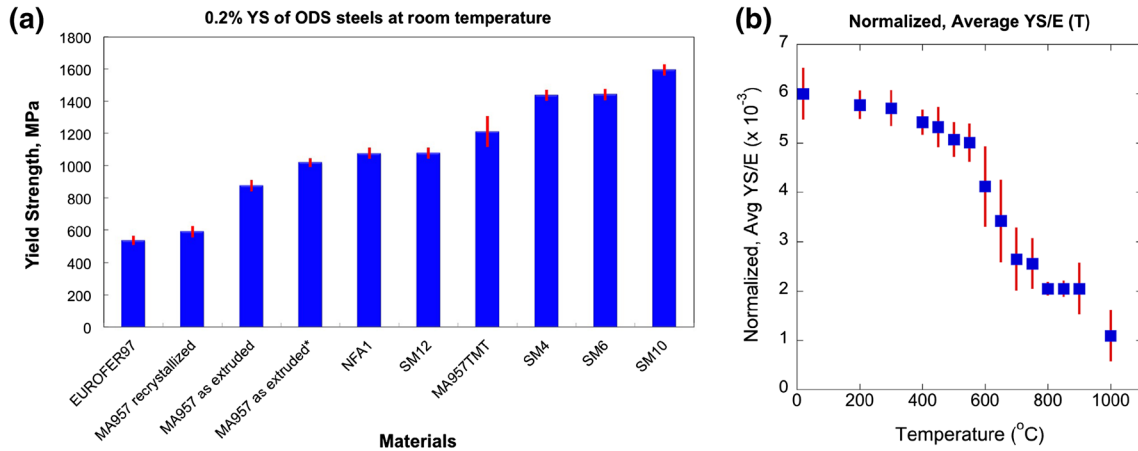 (a)
0.2% YS of ODS steels at room temperature
Yield Strength, MPa
1800
1600
1400
1200
1000
800
600
400
200
0
EUROFER97
MA957 recrystallized
MA957 as extruded
MA957 as extruded*
NFA1
SM12
MA957TMT
SM4
SM6
SM10
Materials
(b)
Normalized, Average YS/E (T)
Normalized, Avg YS/E (x 10⁻³)
7
6
5
4
3
2
1
0
0 200 400 600 800 1000
Temperature (°C)